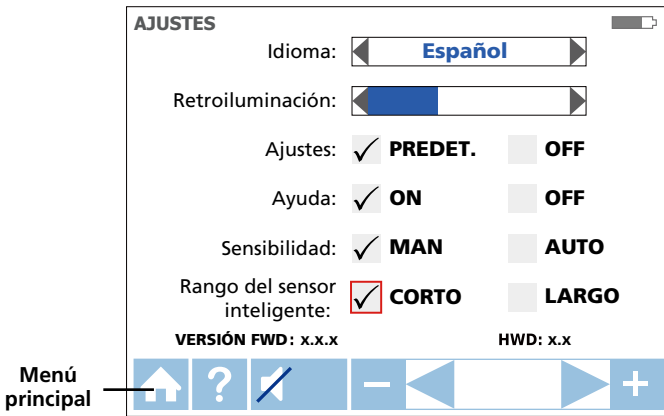 AJUSTES
Idioma: Español
Retroiluminación:
Ajustes: PREDET. OFF
Ayuda: ON OFF
Sensibilidad: MAN AUTO
Rango del sensor
inteligente: CORTO LARGO
VERSIÓN FWD: x.x.x HWD: x.x
Menú
principal
?